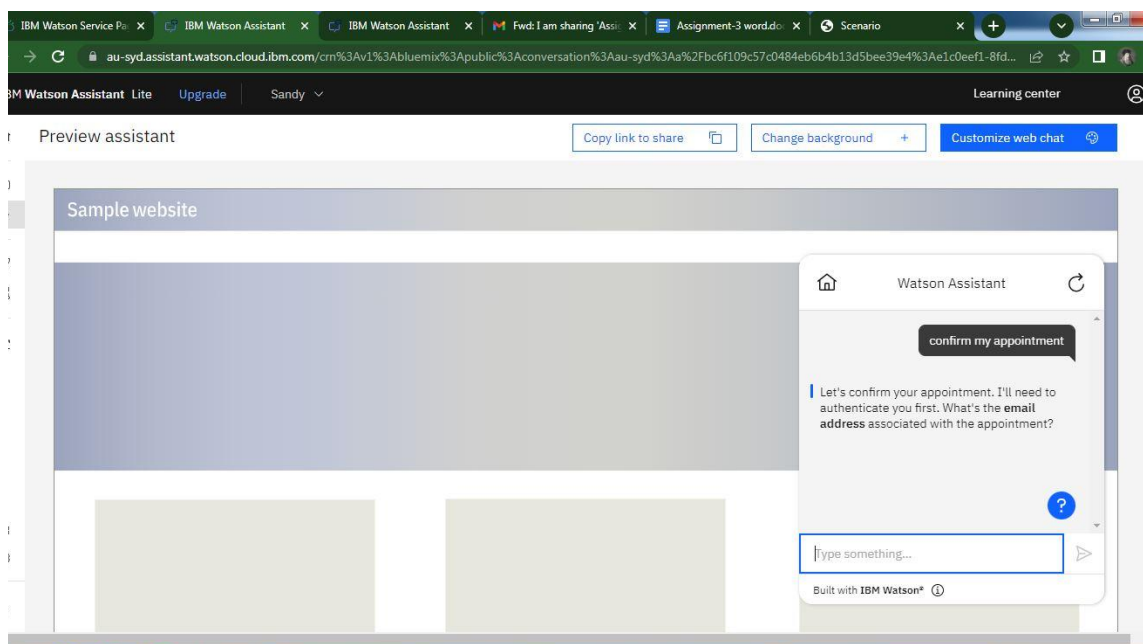 IBM Watson Service Pa
IBM Watson Assistant
IBM Watson Assistant
Fwd: I am sharing 'Assig
Assignment-3 word.do
Scenario
au-syd.assistant.watson.cloud.ibm.com/crn%3Av1%3Abluemix%3Apublic%3Aconversation%3Aau-syd%3Aa%2Fbc6f109c57c0484eb6b4b13d5bee39e4%3Ae1c0eef1-8fd...
BM Watson Assistant Lite
Upgrade
Sandy
Learning center
Preview assistant
Copy link to share
Change background +
Customize web chat
Sample website
Watson Assistant
confirm my appointment
Let's confirm your appointment. I'll need to
authenticate you first. What's the email
address associated with the appointment?
?
Type something...
Built with IBM Watson®